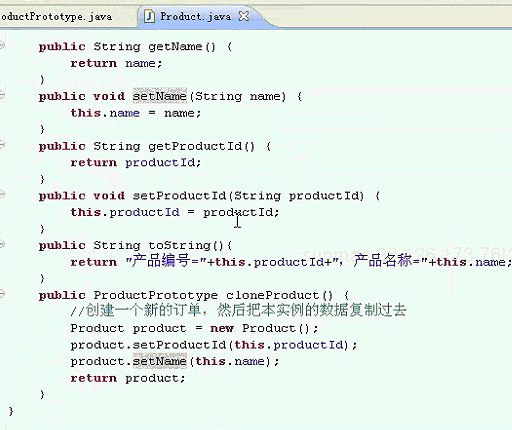 oductPrototype.java
Product.java
public String getName() {
return name;
}
public void setName(String name) {
this.name = name;
}
public String getProductId() {
return productId;
}
public void setProductId(String productId) {
this.productId = productId;
}
public String toString(){
return "产品编号="+this.productId+", 产品名称="+this.name;
}
public ProductPrototype cloneProduct() {
//创建一个新的订单，然后把本实例的数据复制过去
Product product = new Product();
product.setProductId(this.productId);
product.setName(this.name);
return product;
}
}